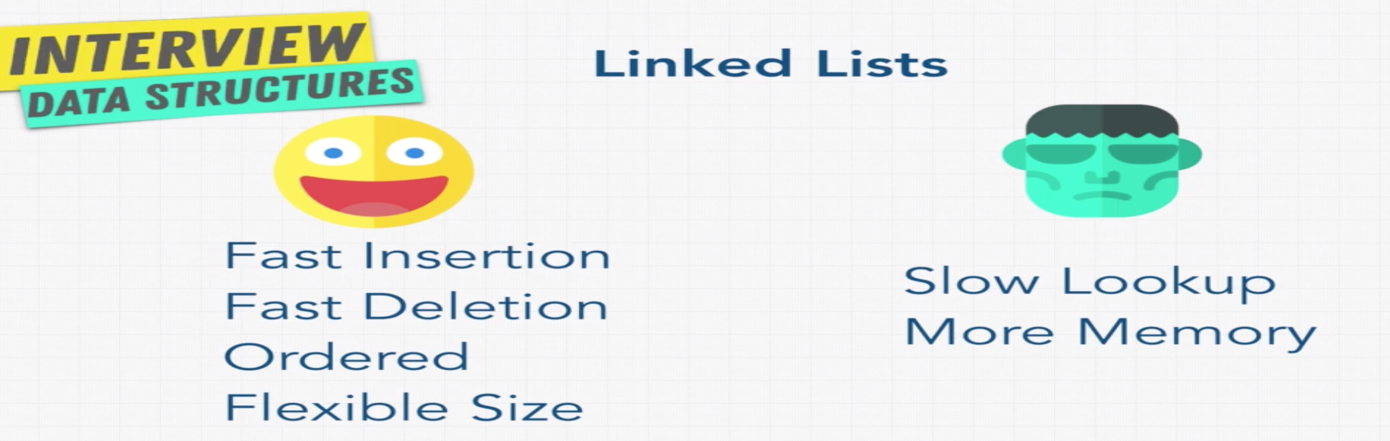 INTERVIEW
DATA STRUCTURES
Linked Lists
Fast Insertion
Fast Deletion
Ordered
Flexible Size
Slow Lookup
More Memory